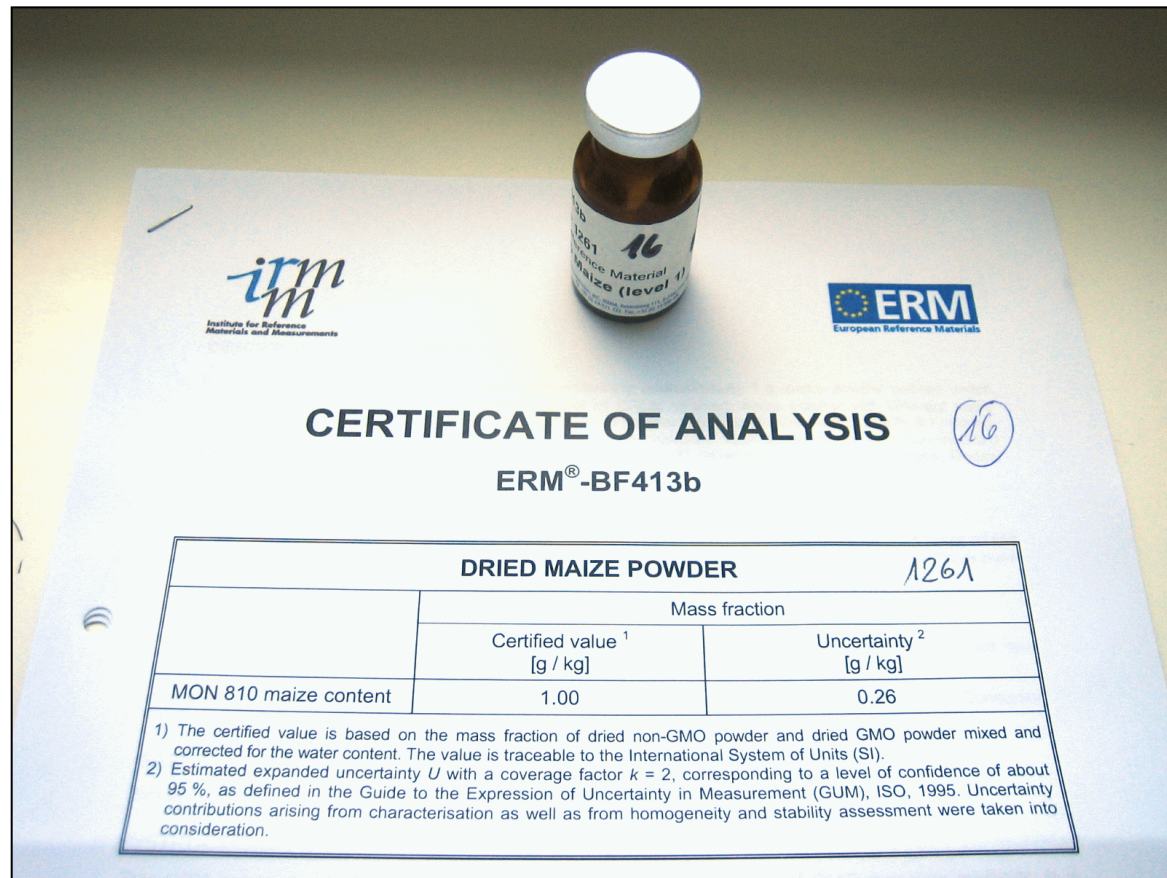 3b
1261
16
erence Material
Maize (level 1)
irmm
Institute for Reference
Materials and Measurements
ERM
European Reference Materials
CERTIFICATE OF ANALYSIS
16
ERM®-BF413b
DRIED MAIZE POWDER
1261
Mass fraction
Certified value 1
[g / kg]
Uncertainty 2
[g / kg]
MON 810 maize content
1.00
0.26
1) The certified value is based on the mass fraction of dried non-GMO powder and dried GMO powder mixed and
corrected for the water content. The value is traceable to the International System of Units (SI).
2) Estimated expanded uncertainty U with a coverage factor k = 2, corresponding to a level of confidence of about
95 %, as defined in the Guide to the Expression of Uncertainty in Measurement (GUM), ISO, 1995. Uncertainty
contributions arising from characterisation as well as from homogeneity and stability assessment were taken into
consideration.